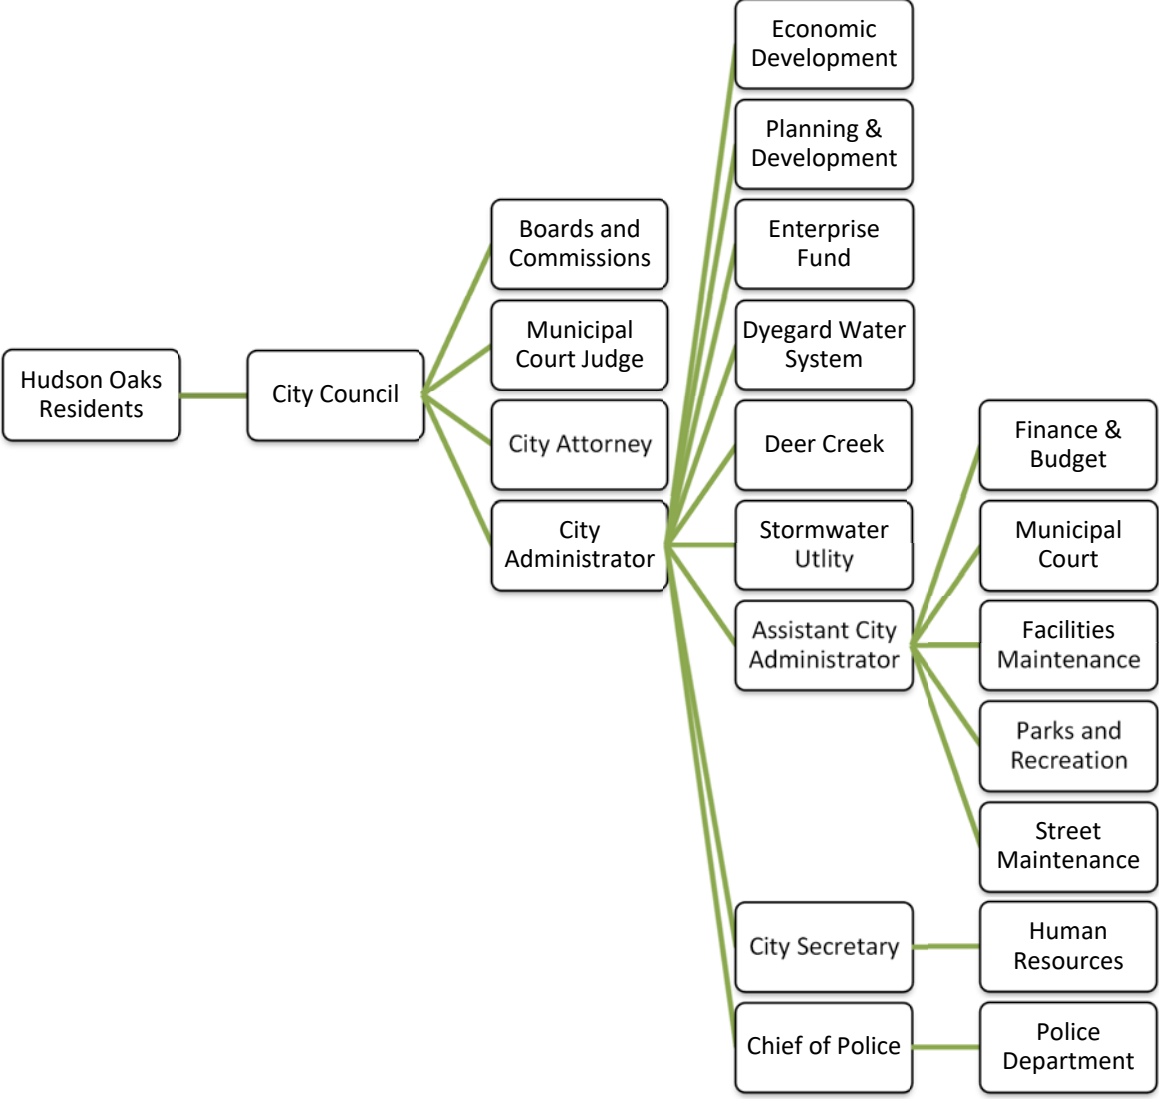 Hudson Oaks
Residents
City Council
Boards and
Commissions
Municipal
Court Judge
City Attorney
City
Administrator
Economic
Development
Planning &
Development
Enterprise
Fund
Dyegard Water
System
Deer Creek
Stormwater
Utlity
Assistant City
Administrator
Finance &
Budget
Municipal
Court
Facilities
Maintenance
Parks and
Recreation
Street
Maintenance
City Secretary
Human
Resources
Chief of Police
Police
Department